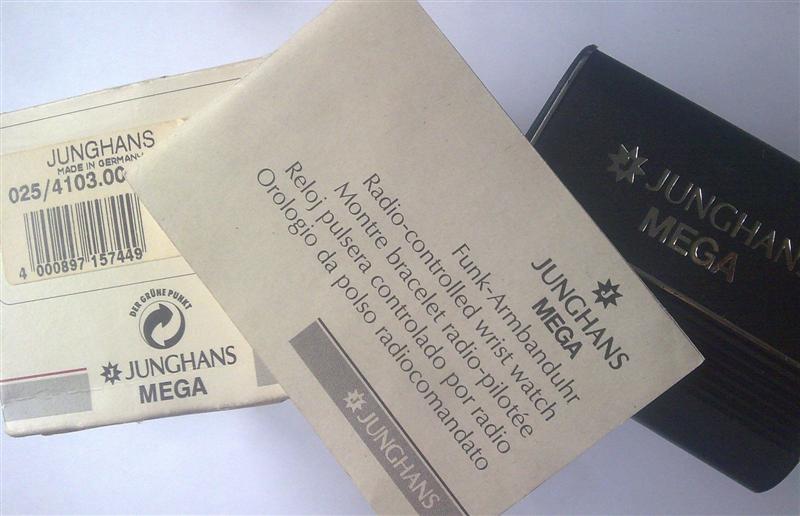 JUNGHANS
MADE IN GERMANY
025/4103.00
4 000897 157449
DER GRÜNE PUNKT
JUNGHANS
MEGA
JUNGHANS
MEGA
Funk-Armbanduhr
Radio-controlled wrist watch
Montre bracelet radio-pilotée
Reloj pulsera controlado por radio
Orologio da polso radiocomandato
JUNGHANS
JUNGHANS
MEGA